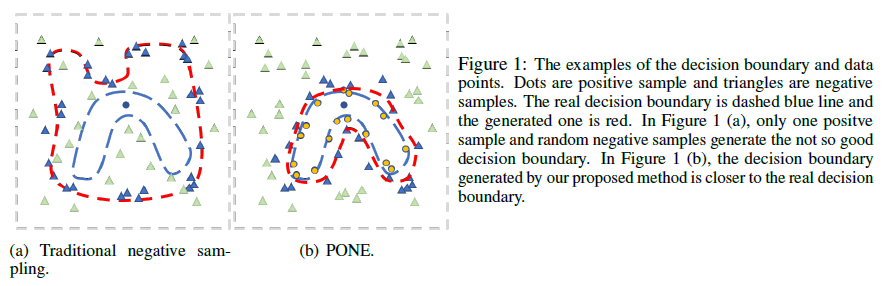 Figure 1: The examples of the decision boundary and data
points. Dots are positive sample and triangles are negative
samples. The real decision boundary is dashed blue line and
the generated one is red. In Figure 1 (a), only one positve
sample and random negative samples generate the not so good
decision boundary. In Figure 1 (b), the decision boundary
generated by our proposed method is closer to the real decision
boundary.
(a) Traditional negative sam-
pling.
(b) PONE.